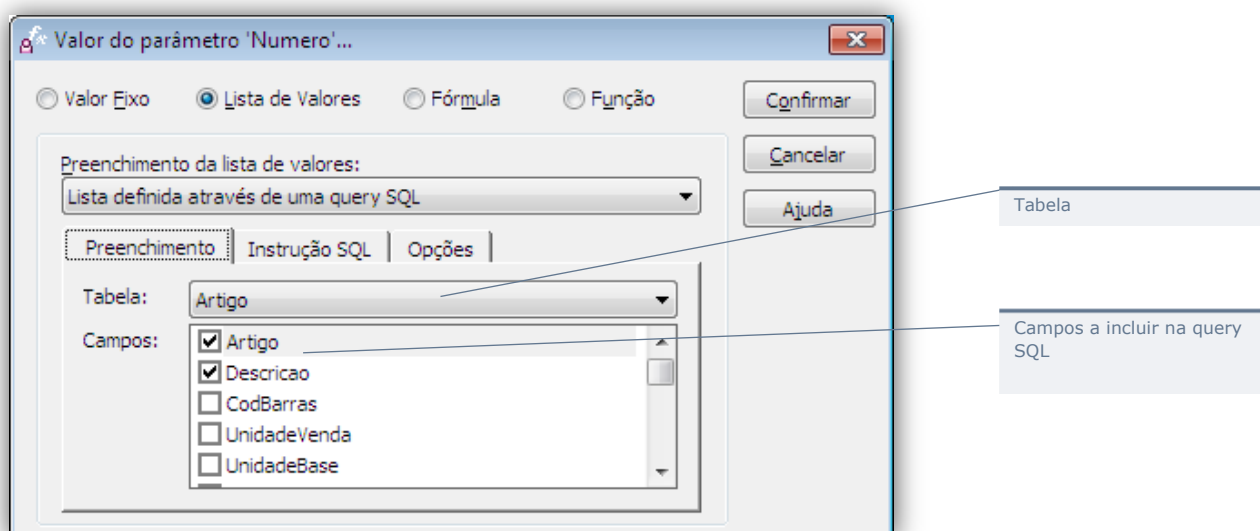 Valor do parâmetro 'Numero'...
Valor Fixo
Lista de Valores
Fórmula
Função
Confirmar
Preenchimento da lista de valores:
Cancelar
Lista definida através de uma query SQL
Ajuda
Tabela
Preenchimento
Instrução SQL
Opções
Tabela:
Artigo
Campos:
Artigo
Campos a incluir na query
SQL
Descricao
CodBarras
UnidadeVenda
UnidadeBase